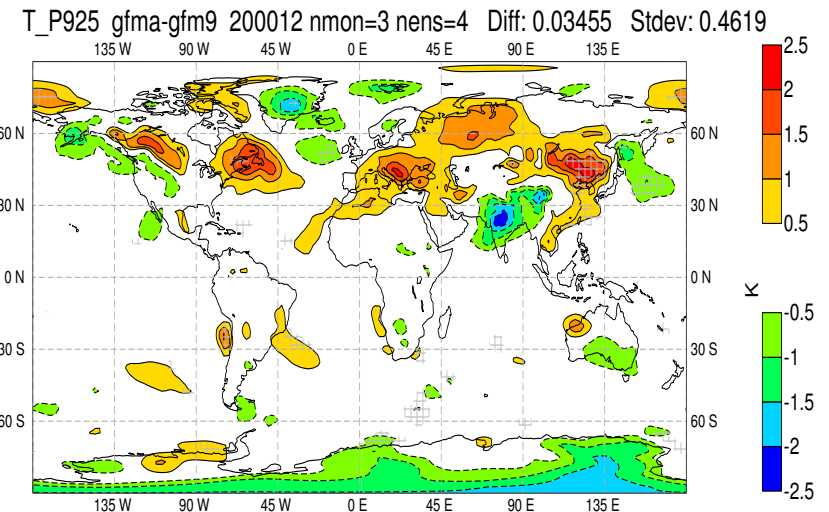 T_P925 gfma-gfm9 200012 nmon=3 nens=4 Diff: 0.03455 Stdev: 0.4619
135 W 90 W 45 W 0 E 45 E 90 E 135 E
60 N 60 N
30 N 30 N
0 N 0 N
30 S 30 S
60 S 60 S
135 W 90 W 45 W 0 E 45 E 90 E 135 E
2.5
2
1.5
1
0.5
K
-0.5
-1
-1.5
-2
-2.5